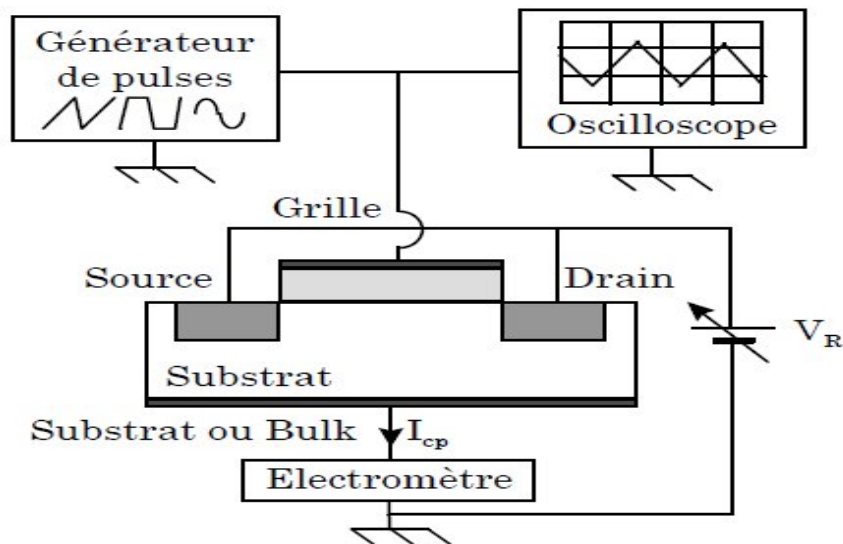 Générateur
de pulses
Oscilloscope
Grille
Source
Drain
V_R
Substrat
Substrat ou Bulk
I_cp
Electromètre